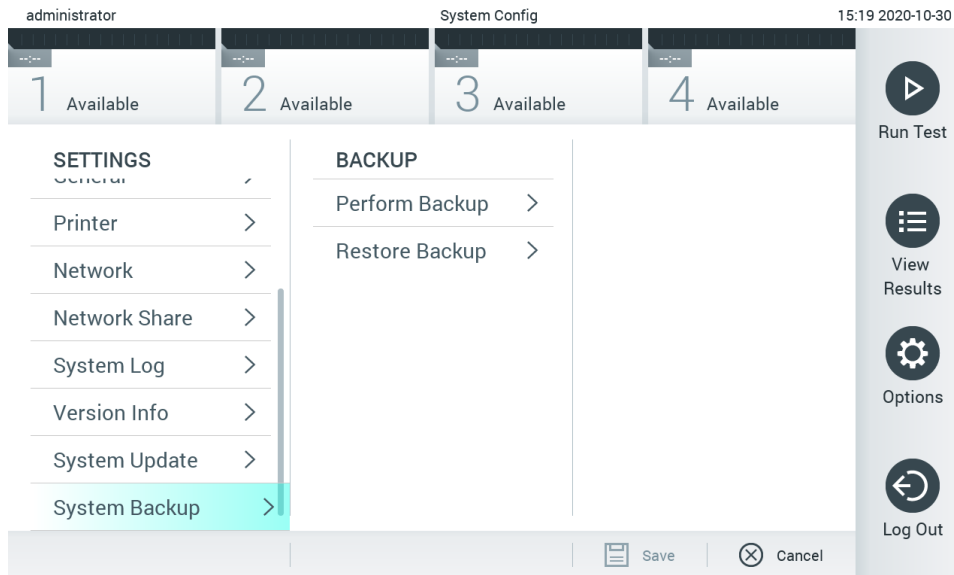 administrator
System Config
15:19 2020-10-30
--:--
--:--
--:--
--:--
1 Available
2 Available
3 Available
4 Available
Run Test
SETTINGS
General
Printer
Network
Network Share
System Log
Version Info
System Update
System Backup
BACKUP
Perform Backup
Restore Backup
View
Results
Options
Log Out
Save
Cancel